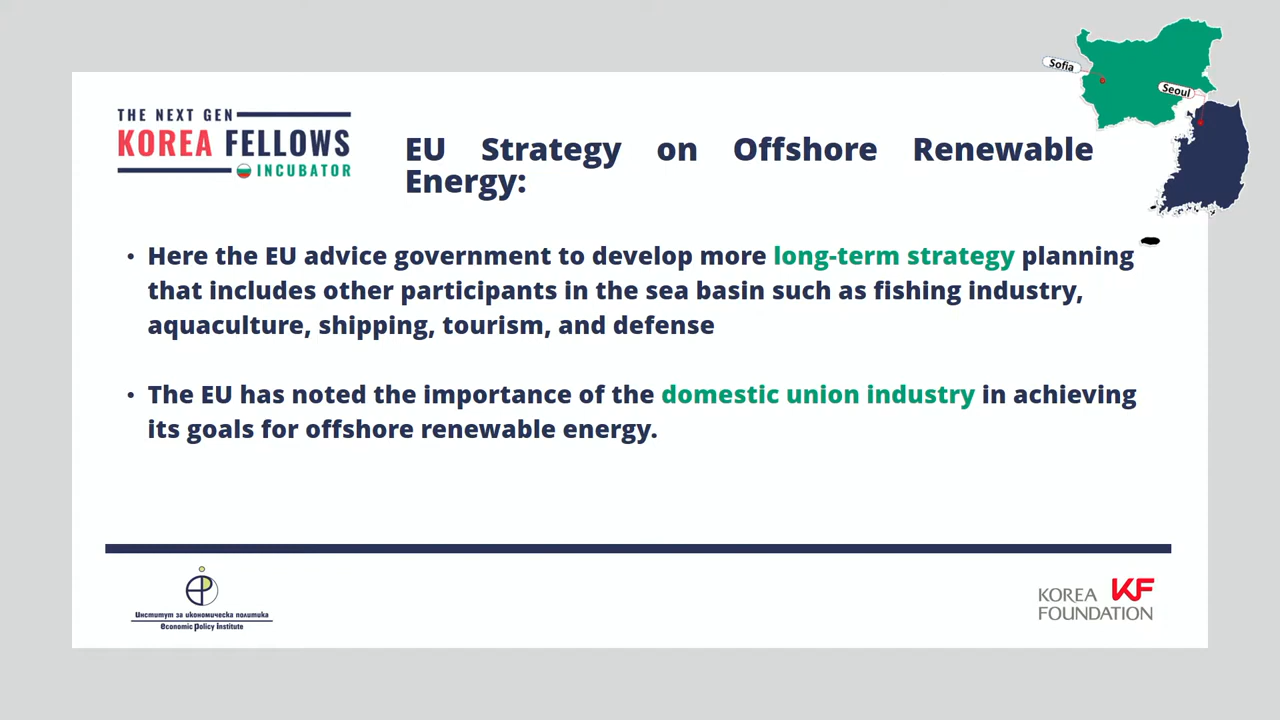 Sofia
Seoul
THE NEXT GEN
KOREA FELLOWS
INCUBATOR
EU Strategy on Offshore Renewable
Energy:
• Here the EU advice government to develop more long-term strategy planning
that includes other participants in the sea basin such as fishing industry,
aquaculture, shipping, tourism, and defense
• The EU has noted the importance of the domestic union industry in achieving
its goals for offshore renewable energy.
Институт за икономическа политика
Economic Policy Institute
KOREA KF
FOUNDATION